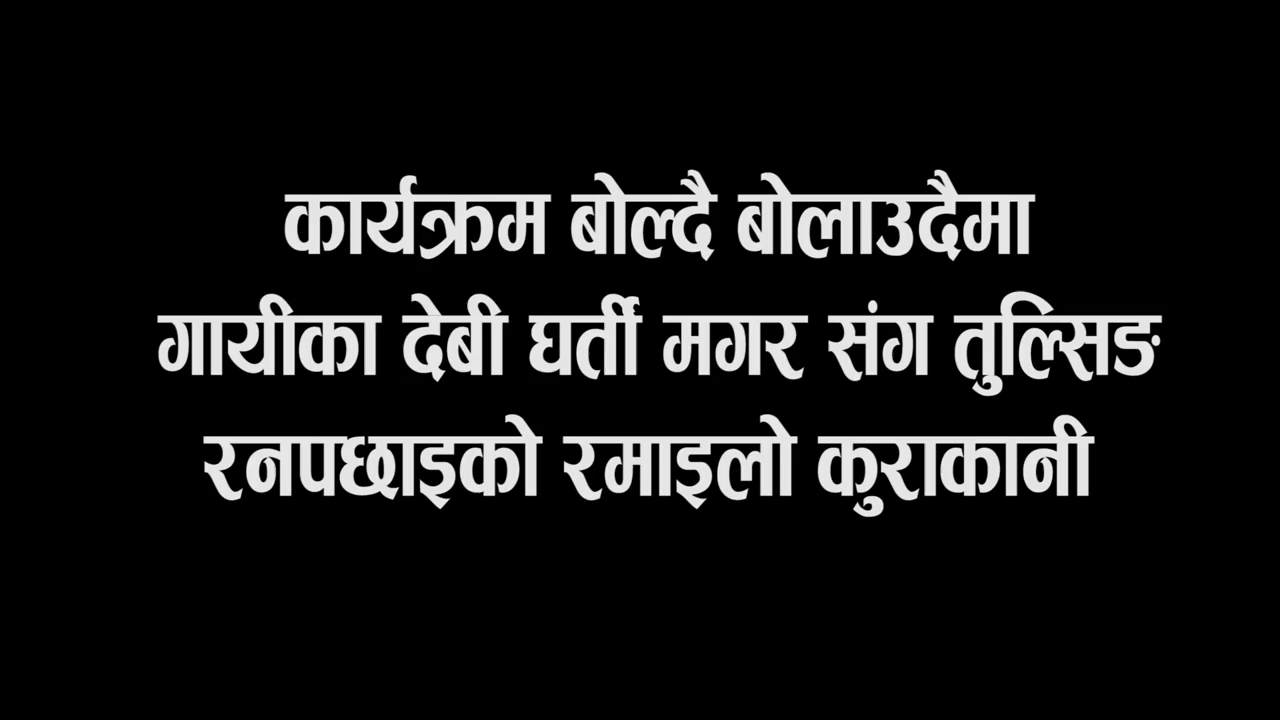 कार्यक्रम बोल्दै बोलाउदैमा
गायीका देबी घर्ती मगर संग तुल्सिङ
रनपछाइको रमाइलो कुराकानी